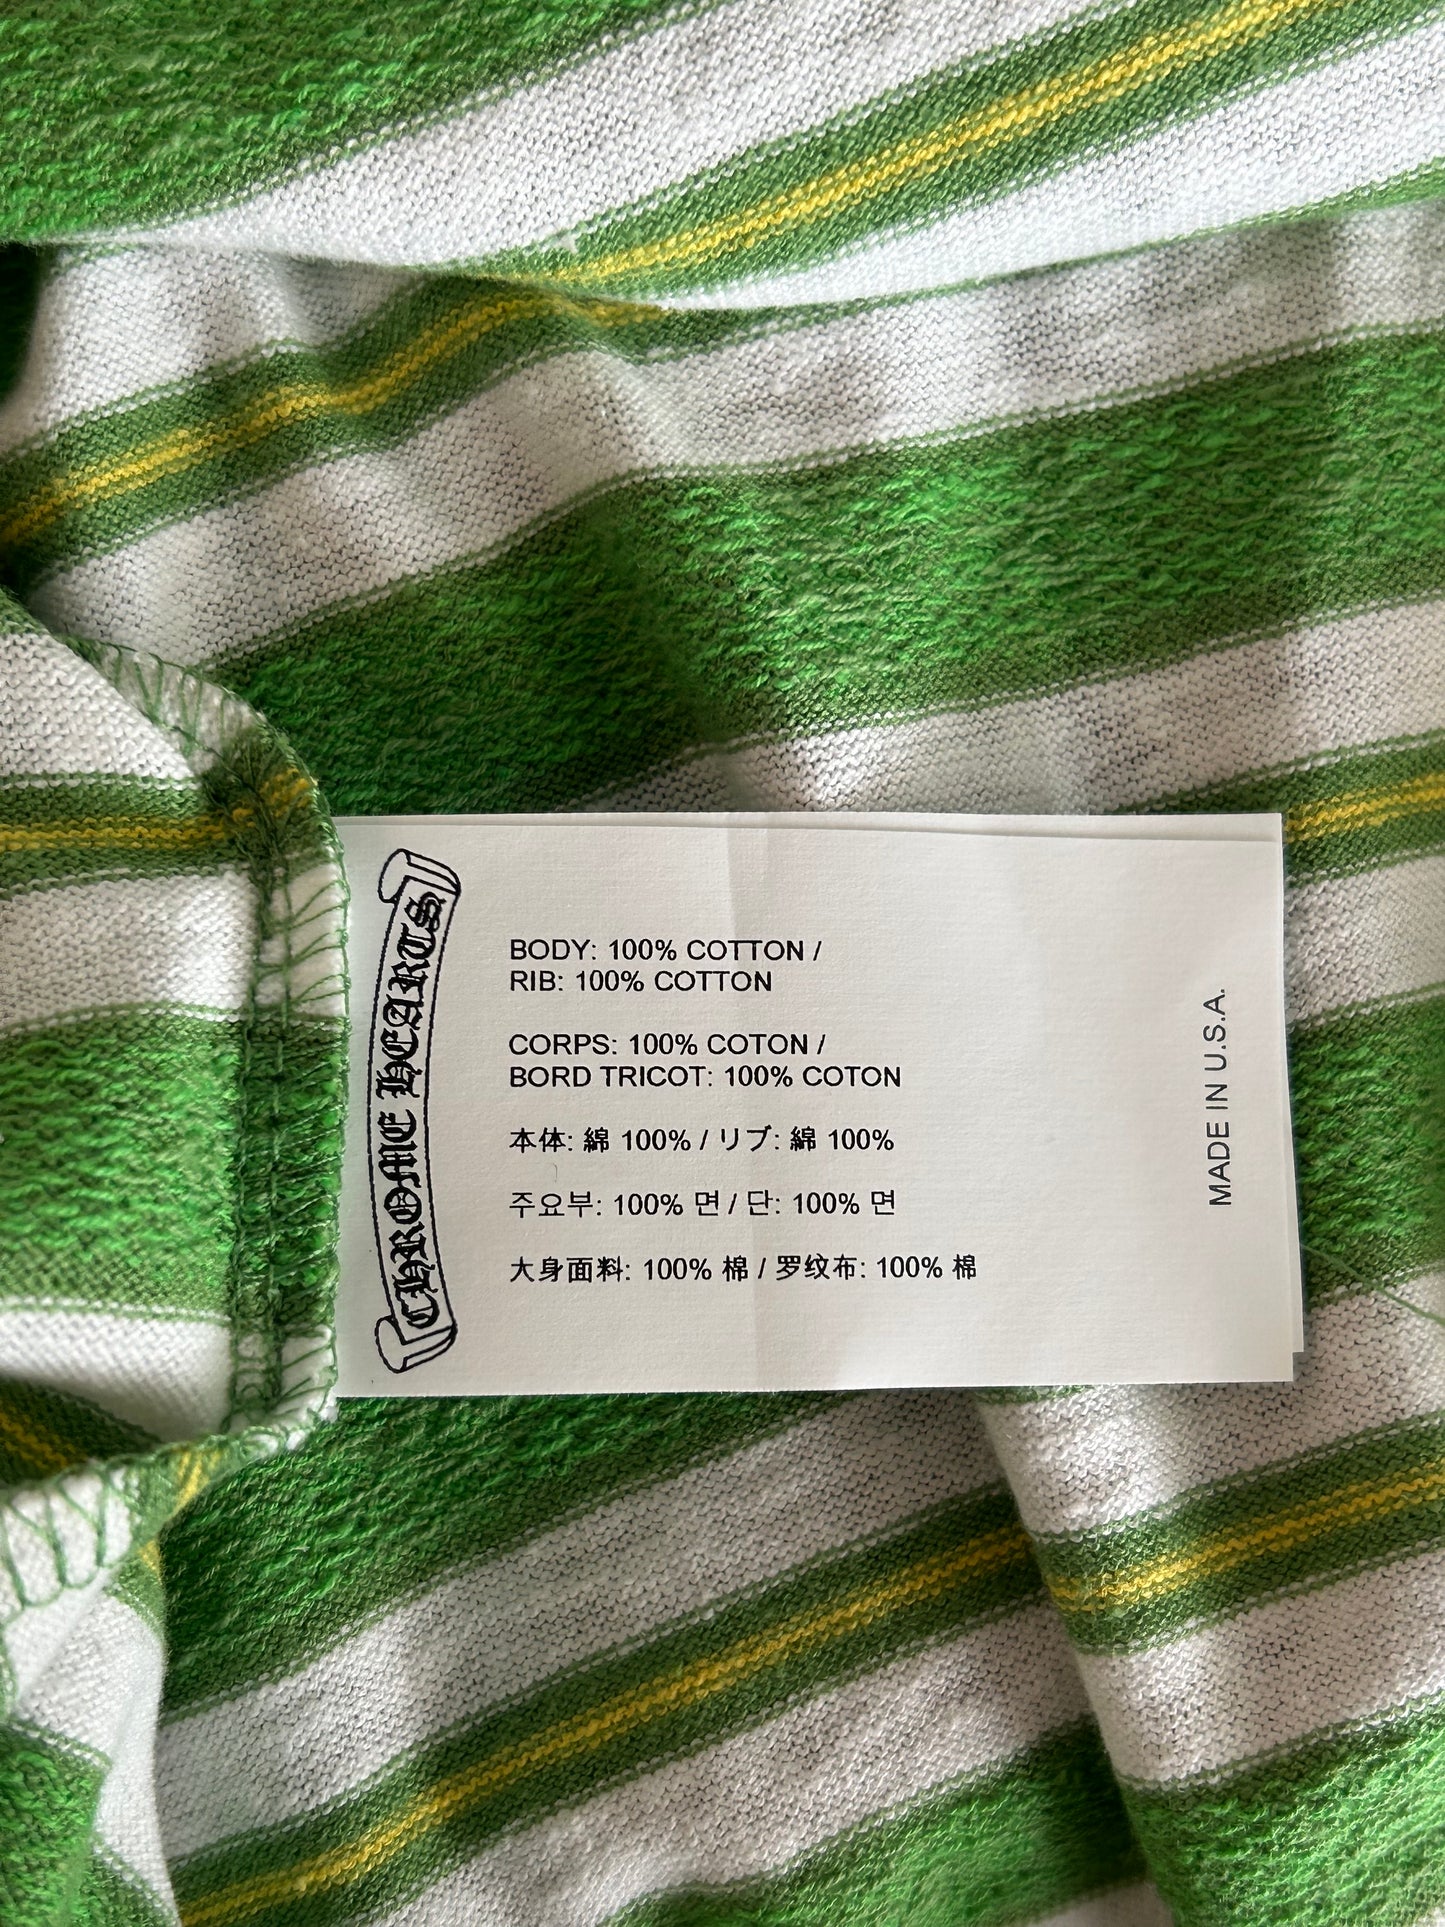 CHROME HEARTS
BODY: 100% COTTON /
RIB: 100% COTTON
CORPS: 100% COTON /
BORD TRICOT: 100% COTON
本体: 綿 100% / リブ: 綿 100%
주요부: 100% 면 / 단: 100% 면
大身面料: 100% 棉 / 罗纹布: 100% 棉
MADE IN U.S.A.